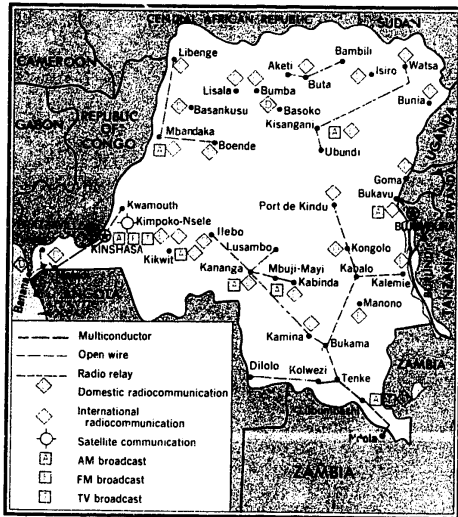 CENTRAL AFRICAN REPUBLIC
SUDAN
CAMEROON
Libenge
Aketi
Bambili
Isiro
Watsa
Lisala
Bumba
Buta
Bunia
GABON
REPUBLIC
OF
CONGO
Basankusu
Basoko
Kisangani
UGANDA
Mbandaka
Boende
A
A
Ubundi
Goma
Kwamouth
Port de Kindu
Bukavu
A
Kimpoko-Nsele
Ilebo
KINSHASA
A
F
T
Lusambo
Kongolo
Kikwit
A
Kananga
Mbuji-Mayi
Kabalo
Kalemie
TANZANIA
A
A
Kabinda
Manono
Kamina
Bukama
ZAMBIA
Dilolo
Kolwezi
Tenke
A
ZAMBIA
Multiconductor
Open wire
Radio relay
Domestic radiocommunication
International
radiocommunication
Satellite communication
A AM broadcast
FM broadcast
TV broadcast